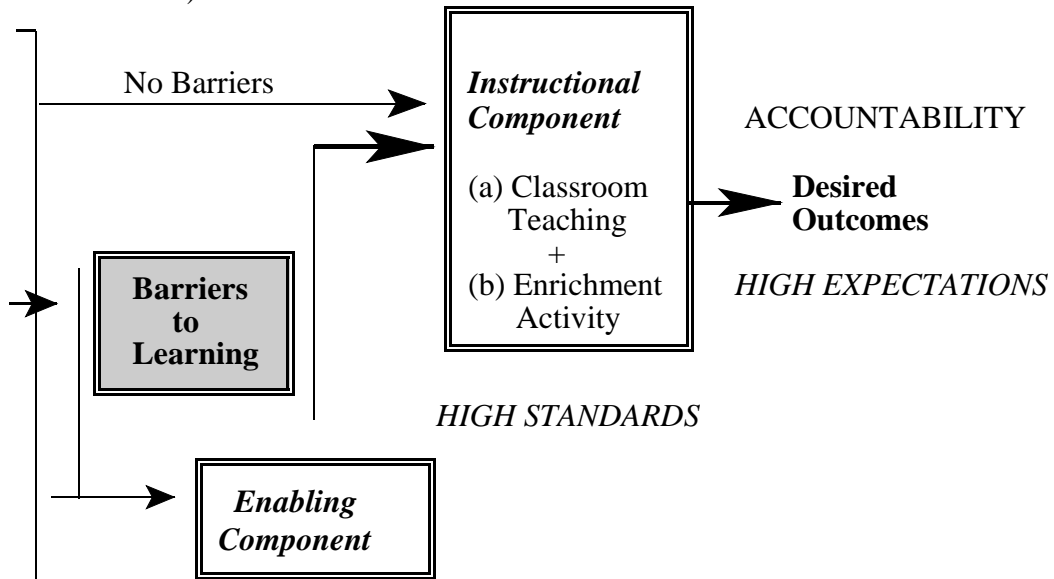 )
No Barriers
Instructional
Component
(a) Classroom
Teaching
+
(b) Enrichment
Activity
ACCOUNTABILITY
Desired
Outcomes
HIGH EXPECTATIONS
Barriers
to
Learning
HIGH STANDARDS
Enabling
Component